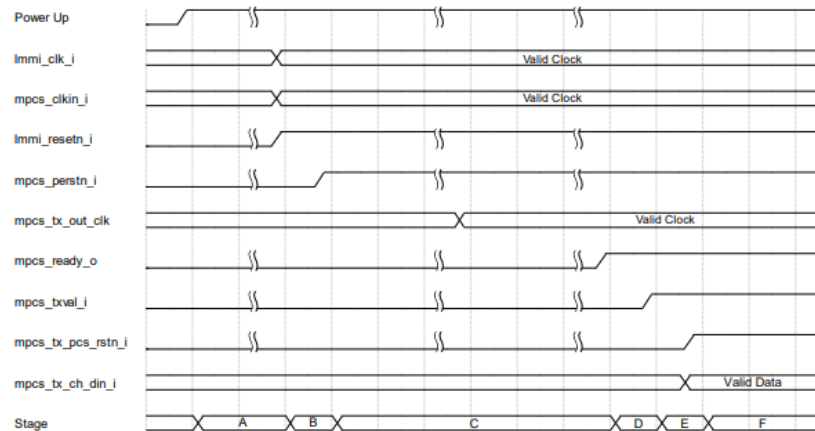 Power Up
lmmi_clk_i Valid Clock
mpcs_clkin_i Valid Clock
lmmi_resetn_i
mpcs_perstn_i
mpcs_tx_out_clk Valid Clock
mpcs_ready_o
mpcs_txval_i
mpcs_tx_pcs_rstn_i
mpcs_tx_ch_din_i Valid Data
Stage A B C D E F